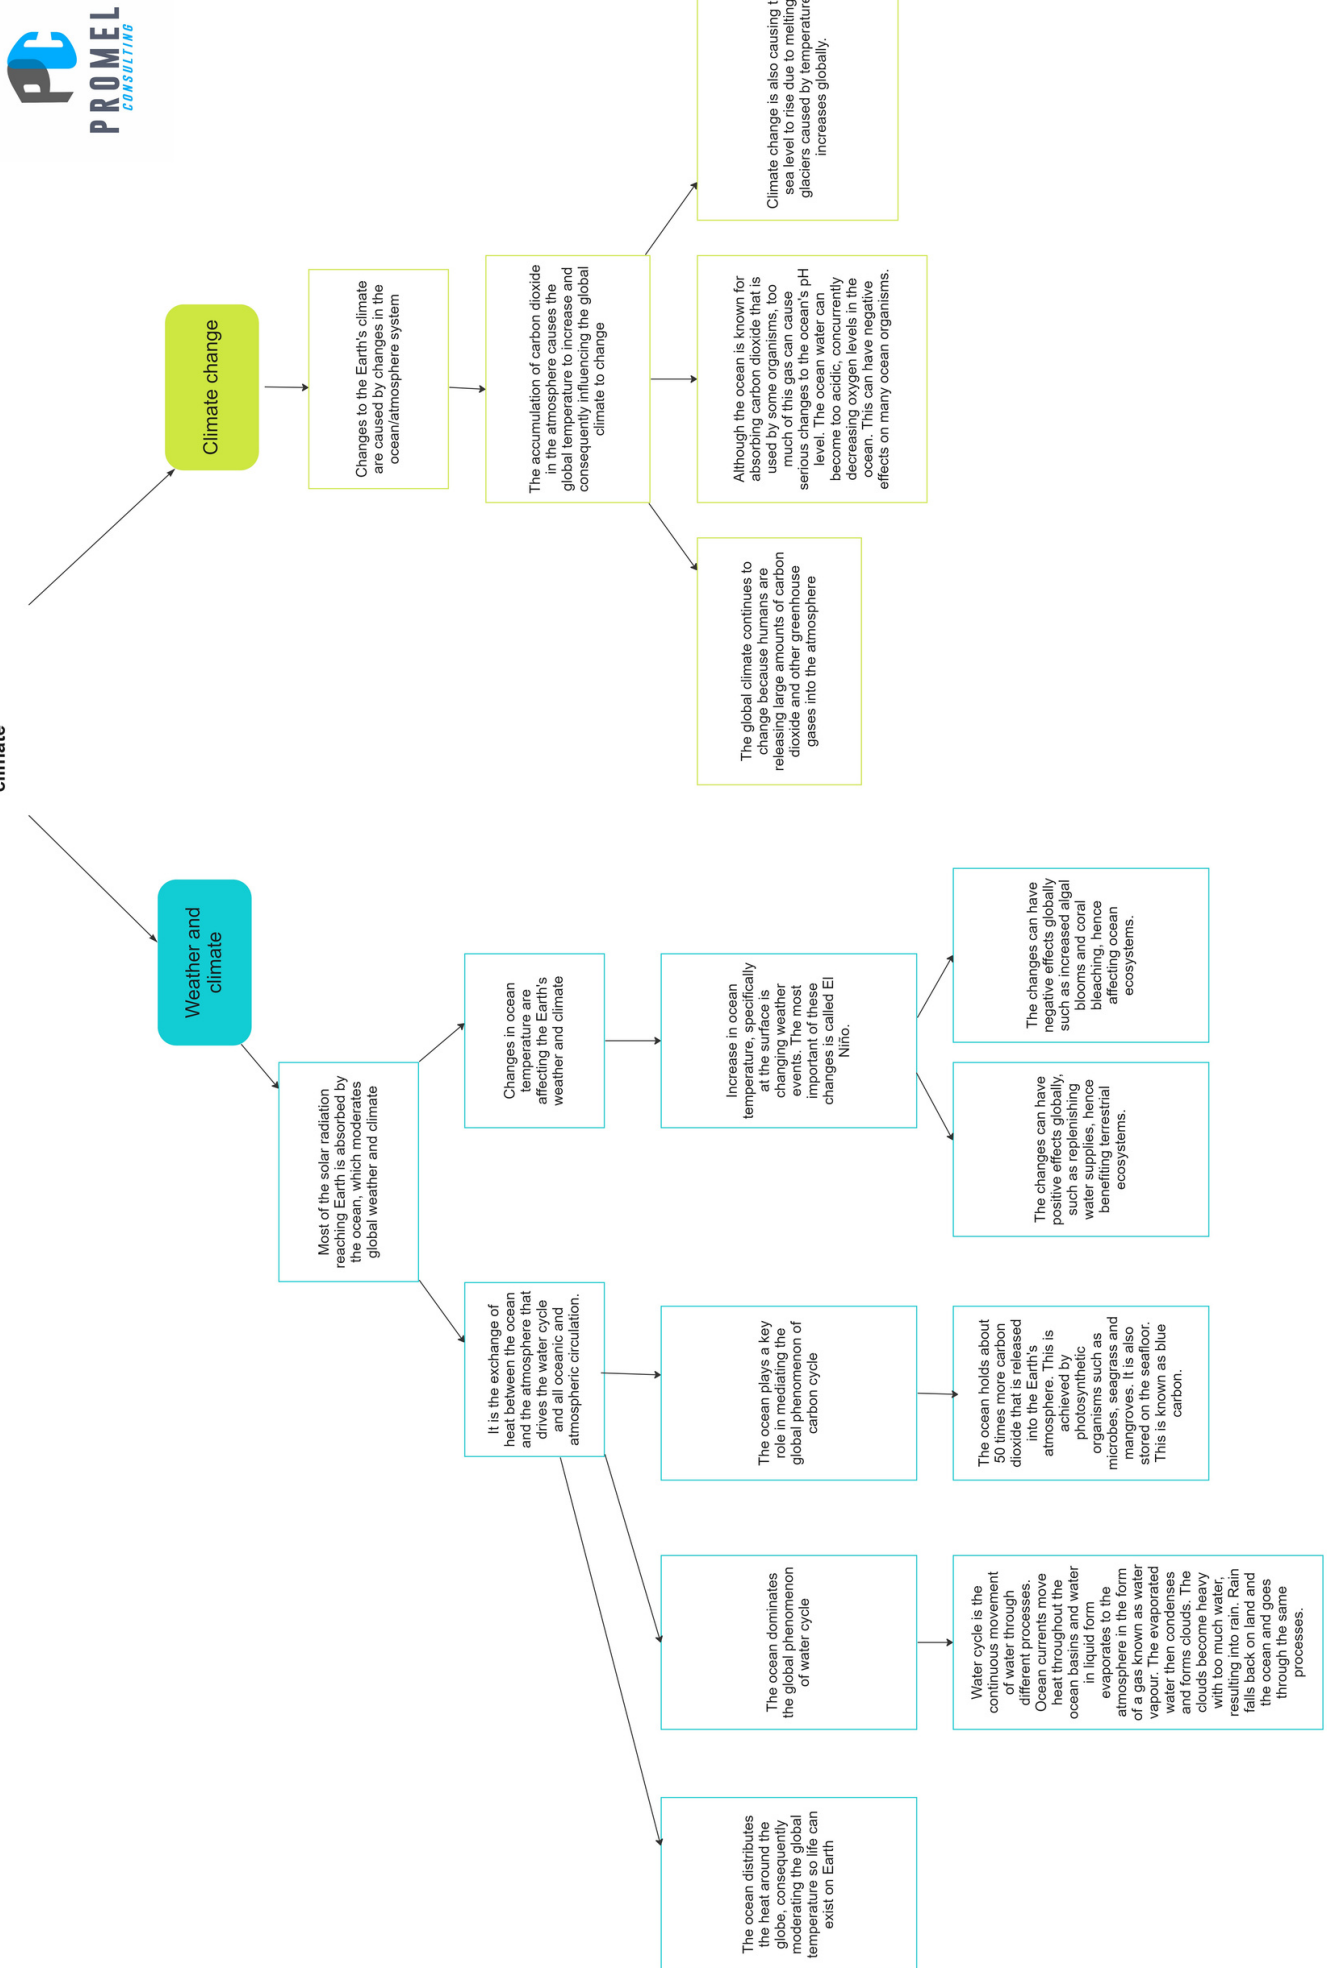 PROMEL
CONSULTING
climate
Weather and
climate
Climate change
Most of the solar radiation
reaching Earth is absorbed by
the ocean, which moderates
global weather and climate
Changes to the Earth's climate
are caused by changes in the
ocean/atmosphere system
It is the exchange of
heat between the ocean
and the atmosphere that
drives the water cycle
and all oceanic and
atmospheric circulation.
Changes in ocean
temperature are
affecting the Earth's
weather and climate
The accumulation of carbon dioxide
in the atmosphere causes the
global temperature to increase and
consequently influencing the global
climate to change
The ocean distributes
the heat around the
globe, consequently
moderating the global
temperature so life can
exist on Earth
The ocean dominates
the global phenomenon
of water cycle
The ocean plays a key
role in mediating the
global phenomenon of
carbon cycle
Increase in ocean
temperature, specifically
at the surface is
changing weather
events. The most
important of these
changes is called El
Niño.
The global climate continues to
change because humans are
releasing large amounts of carbon
dioxide and other greenhouse
gases into the atmosphere
Although the ocean is known for
absorbing carbon dioxide that is
used by some organisms, too
much of this gas can cause
serious changes to the ocean's pH
level. The ocean water can
become too acidic, concurrently
decreasing oxygen levels in the
ocean. This can have negative
effects on many ocean organisms.
Climate change is also causing
sea level to rise due to melting
glaciers caused by temperature
increases globally.
Water cycle is the
continuous movement
of water through
different processes.
Ocean currents move
heat throughout the
ocean basins and water
in liquid form
evaporates to the
atmosphere in the form
of a gas known as water
vapour. The evaporated
water then condenses
and forms clouds. The
clouds become heavy
with too much water,
resulting into rain. Rain
falls back on land and
the ocean and goes
through the same
processes.
The ocean holds about
50 times more carbon
dioxide that is released
into the Earth's
atmosphere. This is
achieved by
photosynthetic
organisms such as
microbes, seagrass and
mangroves. It is also
stored on the seafloor.
This is known as blue
carbon.
The changes can have
positive effects globally,
such as replenishing
water supplies, hence
benefiting terrestrial
ecosystems.
The changes can have
negative effects globally
such as increased algal
blooms and coral
bleaching, hence
affecting ocean
ecosystems.